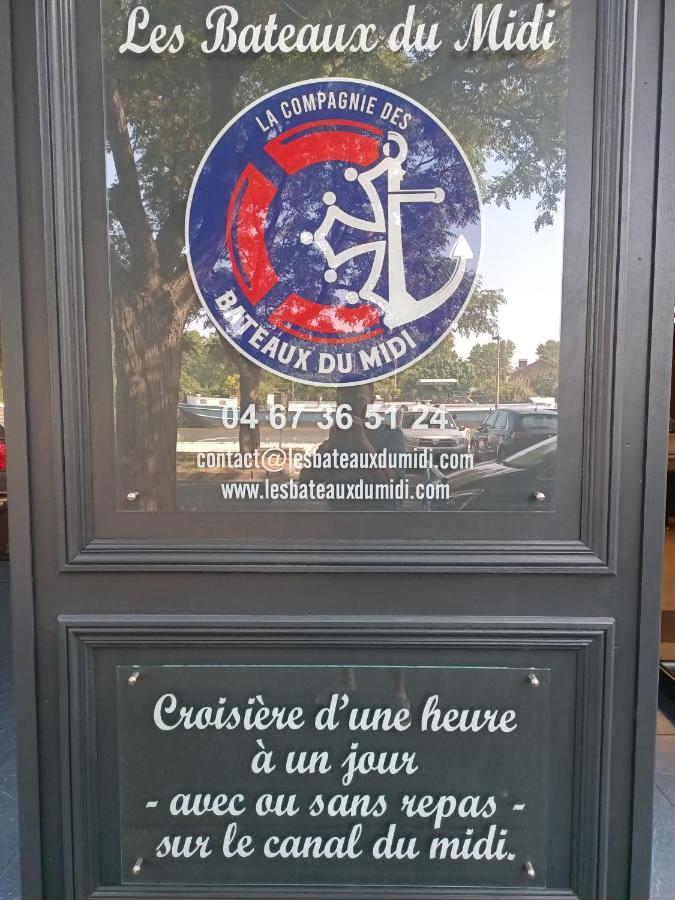 Les Bateaux du Midi
LA COMPAGNIE DES
BATEAUX DU MIDI
04 67 36 51 24
contact@lesbateauxdumidi.com
www.lesbateauxdumidi.com
Croisière d'une heure
à un jour
- avec ou sans repas -
sur le canal du midi.